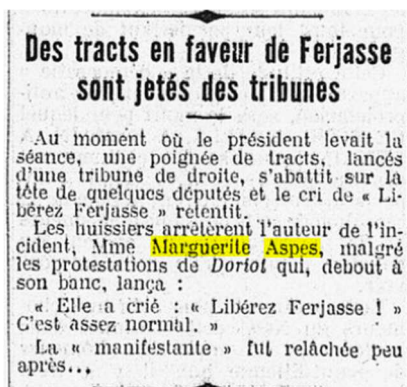 Des tracts en faveur de Ferjasse
sont jetés des tribunes
Au moment où le président levait la
séance, une poignée de tracts, lancés
d'une tribune de droite, s'abattit sur la
tête de quelques députés et le cri de « Li-
bérez Ferjasse » retentit.
Les huissiers arrêtèrent l'auteur de l'in-
cident, Mme Marguerite Aspes, malgré
les protestations de Doriot qui, debout à
son banc, lança :
« Elle a crié : « Libérez Ferjasse ! »
C'est assez normal. »
La « manifestante » fut relâchée peu
après...